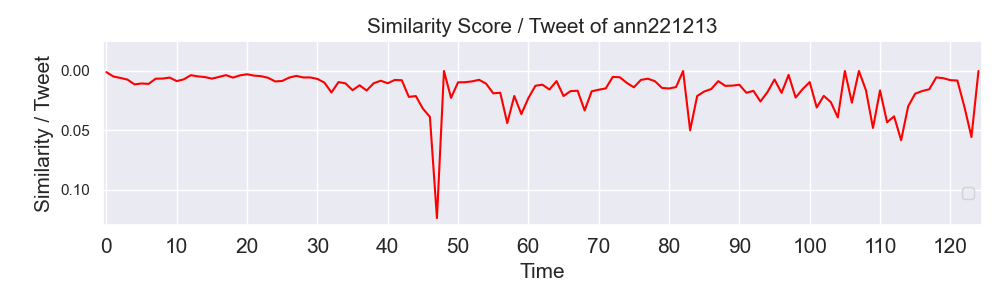 Similarity Score / Tweet of ann221213
Similarity / Tweet
0.00
0.05
0.10
0 10 20 30 40 50 60 70 80 90 100 110 120
Time